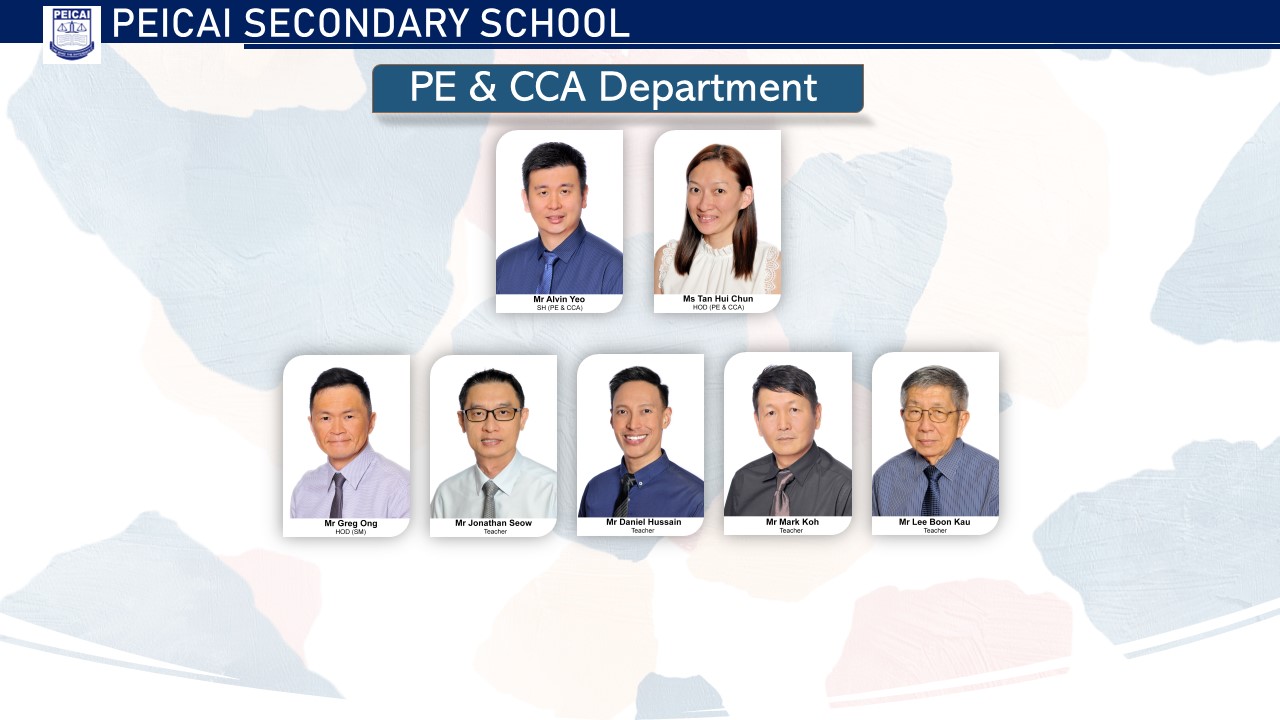 PEICAI
PEICAI SECONDARY SCHOOL
PE & CCA Department
Mr Alvin Yeo
SH (PE & CCA)
Ms Tan Hui Chun
HOD (PE & CCA)
Mr Greg Ong
HOD (SM)
Mr Jonathan Seow
Teacher
Mr Daniel Hussain
Teacher
Mr Mark Koh
Teacher
Mr Lee Boon Kau
Teacher